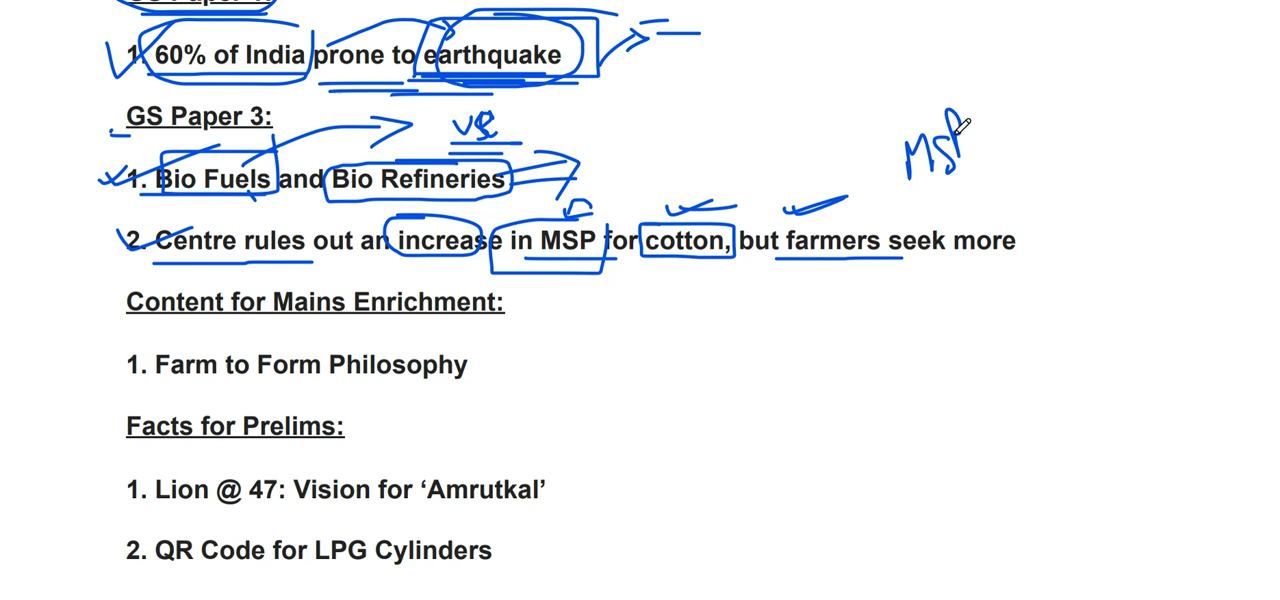 1. 60% of India prone to earthquake
GS Paper 3:
vs
MSP
1. Bio Fuels and Bio Refineries
2. Centre rules out an increase in MSP for cotton, but farmers seek more
Content for Mains Enrichment:
1. Farm to Form Philosophy
Facts for Prelims:
1. Lion @ 47: Vision for ‘Amrutkal’
2. QR Code for LPG Cylinders